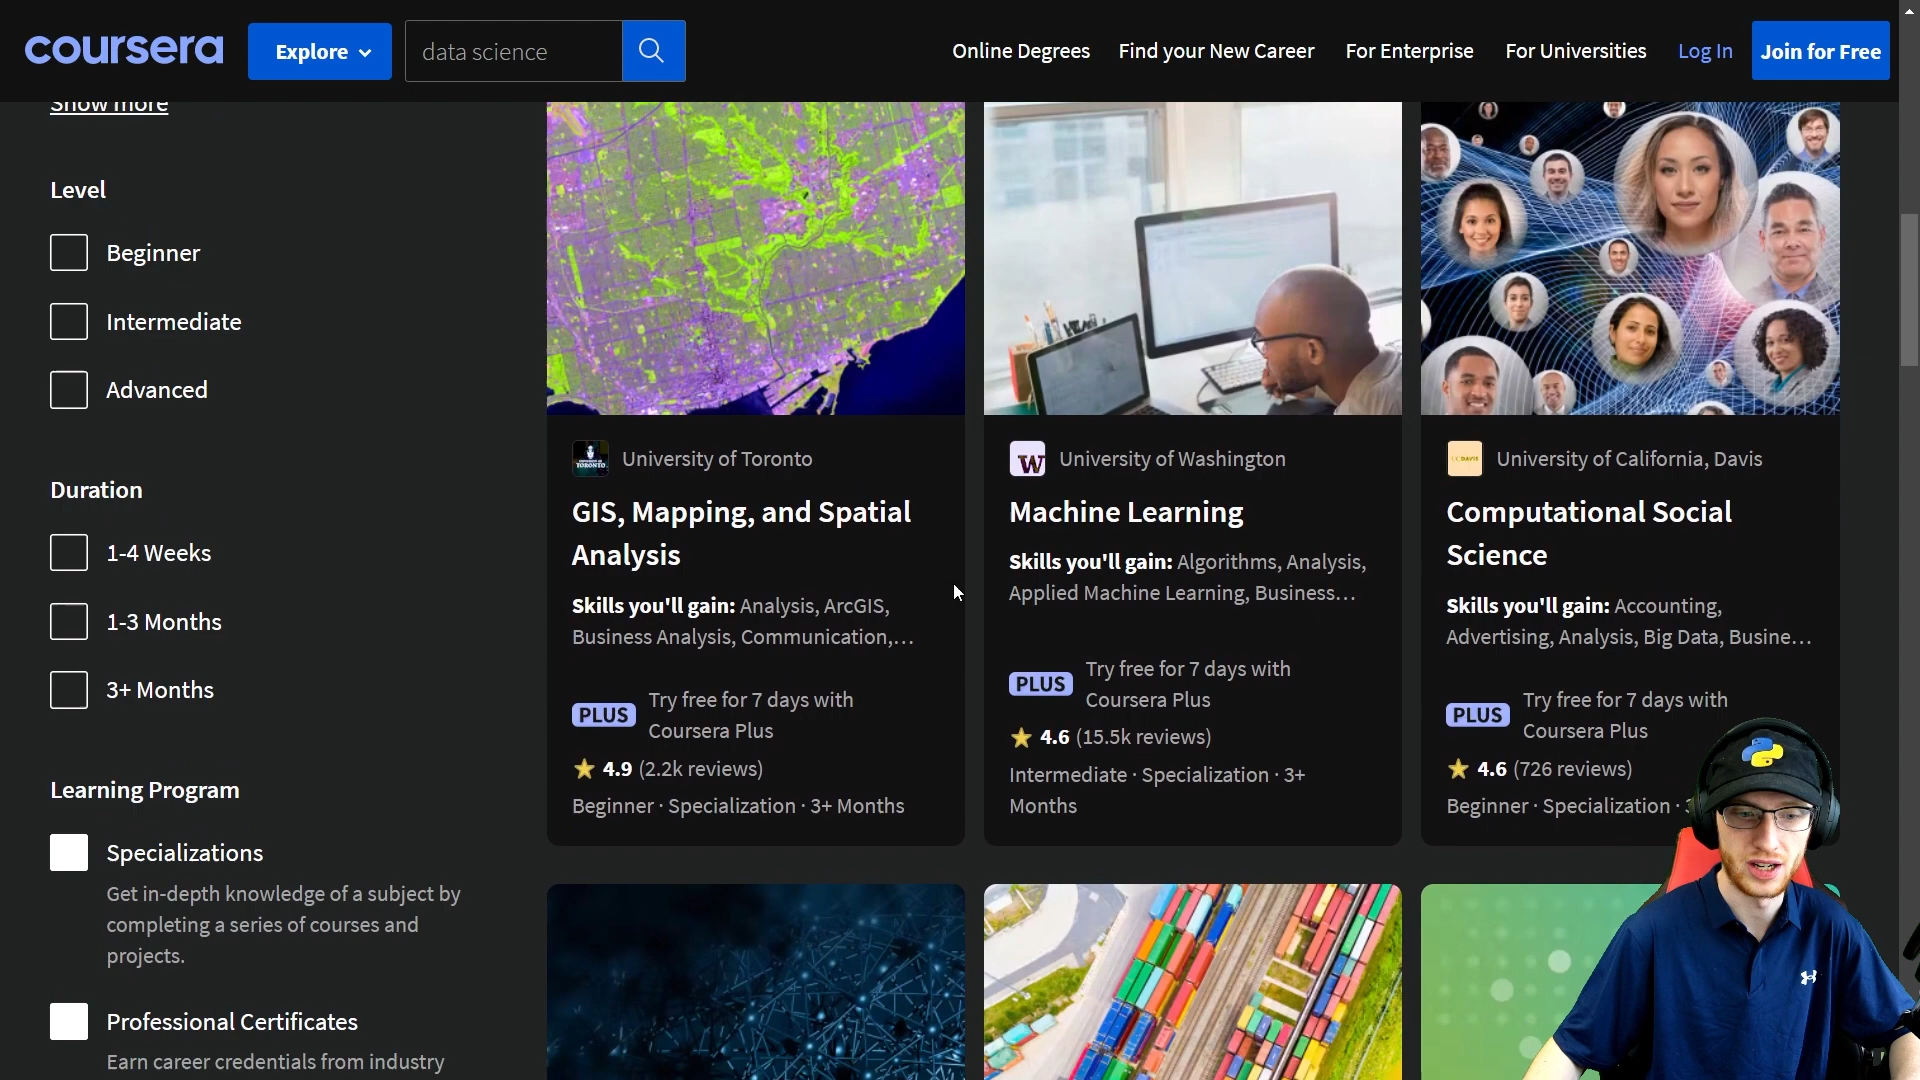 coursera
Explore
data science
Online Degrees
Find your New Career
For Enterprise
For Universities
Log In
Join for Free
Show more
Level
Beginner
Intermediate
Advanced
Duration
1-4 Weeks
1-3 Months
3+ Months
Learning Program
Specializations
Get in-depth knowledge of a subject by
completing a series of courses and
projects.
Professional Certificates
Earn career credentials from industry
TORONTO
University of Toronto
GIS, Mapping, and Spatial
Analysis
Skills you'll gain: Analysis, ArcGIS,
Business Analysis, Communication,…
PLUS
Try free for 7 days with
Coursera Plus
4.9 (2.2k reviews)
Beginner · Specialization · 3+ Months
W
University of Washington
Machine Learning
Skills you'll gain: Algorithms, Analysis,
Applied Machine Learning, Business…
PLUS
Try free for 7 days with
Coursera Plus
4.6 (15.5k reviews)
Intermediate · Specialization · 3+
Months
UC DAVIS
University of California, Davis
Computational Social
Science
Skills you'll gain: Accounting,
Advertising, Analysis, Big Data, Busine…
PLUS
Try free for 7 days with
Coursera Plus
4.6 (726 reviews)
Beginner · Specialization ·